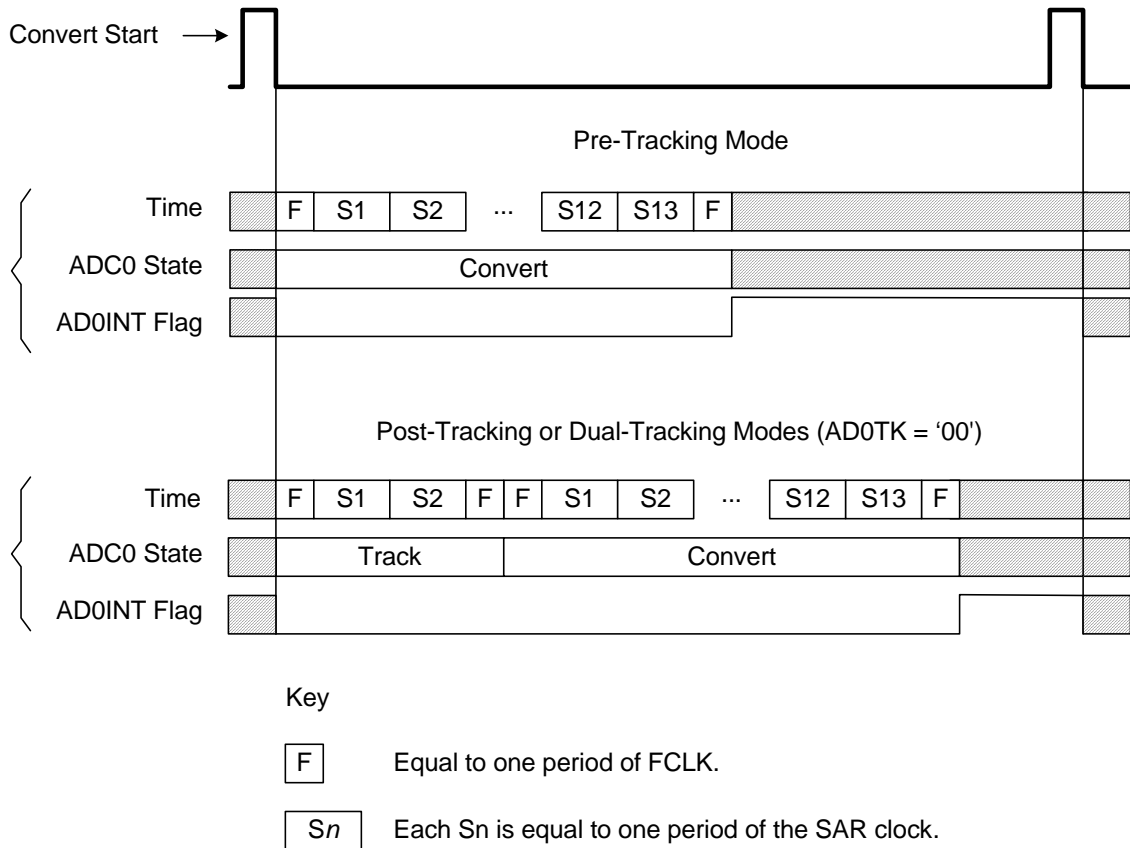 Convert Start
Pre-Tracking Mode
Time F S1 S2 ... S12 S13 F
ADC0 State Convert
AD0INT Flag
Post-Tracking or Dual-Tracking Modes (AD0TK = ‘00')
Time F S1 S2 F F S1 S2 ... S12 S13 F
ADC0 State Track Convert
AD0INT Flag
Key
F Equal to one period of FCLK.
Sn Each Sn is equal to one period of the SAR clock.